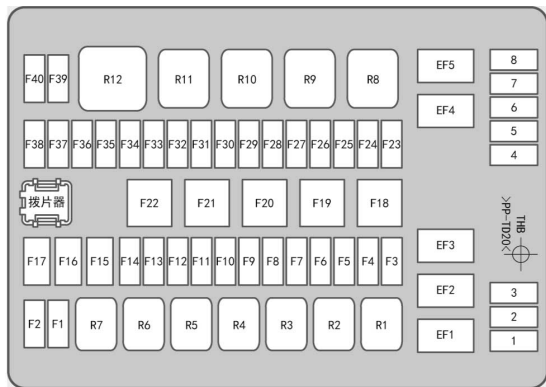 F40 F39 R12 R11 R10 R9 R8 EF5 8
7
EF4 6
5
4
F38 F37 F36 F35 F34 F33 F32 F31 F30 F29 F28 F27 F26 F25 F24 F23
拨片器 F22 F21 F20 F19 F18
THB
>PP-TD20<
F17 F16 F15 F14 F13 F12 F11 F10 F9 F8 F7 F6 F5 F4 F3 EF3
EF2 3
2
F2 F1 R7 R6 R5 R4 R3 R2 R1 EF1 1